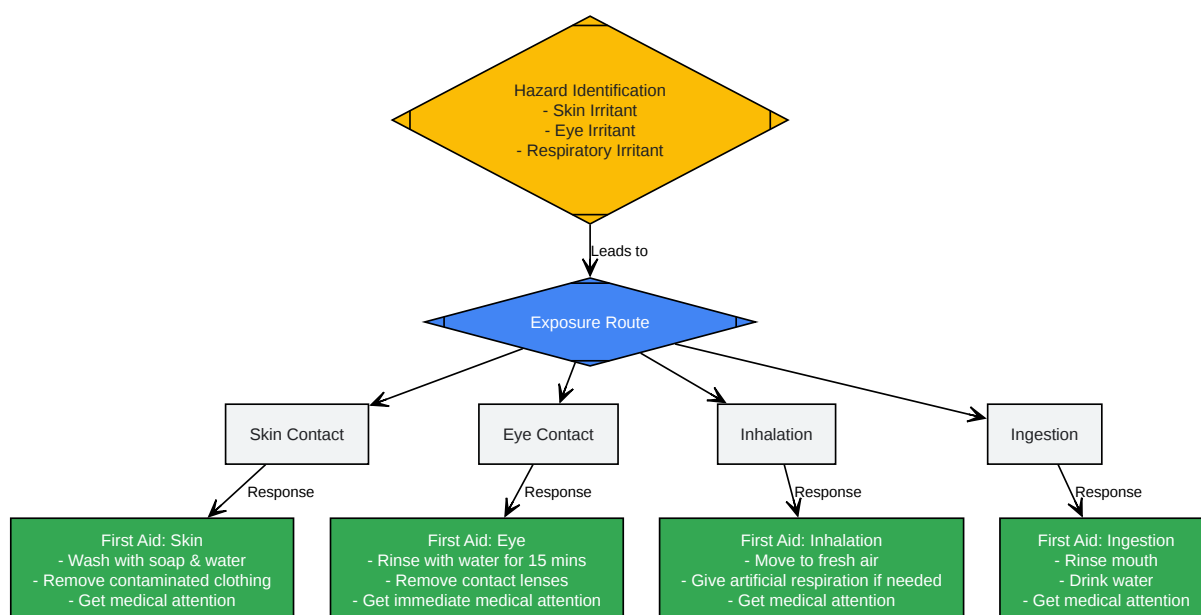 Hazard Identification
- Skin Irritant
- Eye Irritant
- Respiratory Irritant
Leads to
Exposure Route
Skin Contact
Eye Contact
Inhalation
Ingestion
Response
Response
Response
Response
First Aid: Skin
- Wash with soap & water
- Remove contaminated clothing
- Get medical attention
First Aid: Eye
- Rinse with water for 15 mins
- Remove contact lenses
- Get immediate medical attention
First Aid: Inhalation
- Move to fresh air
- Give artificial respiration if needed
- Get medical attention
First Aid: Ingestion
- Rinse mouth
- Drink water
- Get medical attention